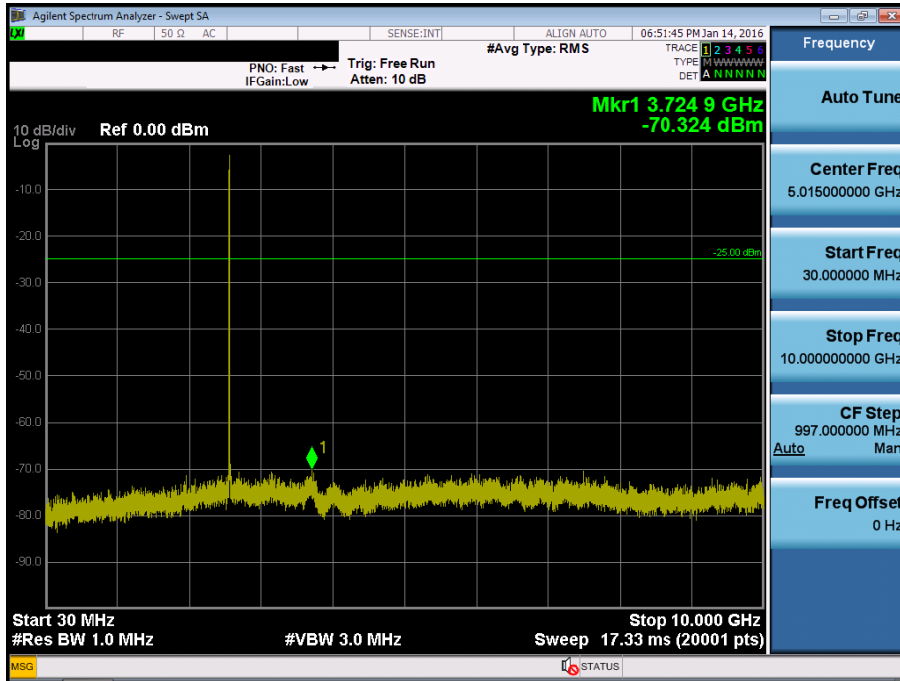 Agilent Spectrum Analyzer - Swept SA
LXI RF 50 Ω AC SENSE:INT ALIGN AUTO 06:51:45 PM Jan 14, 2016
#Avg Type: RMS TRACE 1 2 3 4 5 6
PNO: Fast Trig: Free Run TYPE M WWWWW
IFGain:Low Atten: 10 dB DET A N N N N N
Mkr1 3.724 9 GHz
-70.324 dBm
10 dB/div Ref 0.00 dBm
Log
-10.0
-20.0
-25.00 dBm
-30.0
-40.0
-50.0
-60.0
1
-70.0
-80.0
-90.0
Start 30 MHz Stop 10.000 GHz
#Res BW 1.0 MHz #VBW 3.0 MHz Sweep 17.33 ms (20001 pts)
MSG STATUS
Frequency
Auto Tune
Center Freq
5.015000000 GHz
Start Freq
30.000000 MHz
Stop Freq
10.000000000 GHz
CF Step
997.000000 MHz
Auto Man
Freq Offset
0 Hz